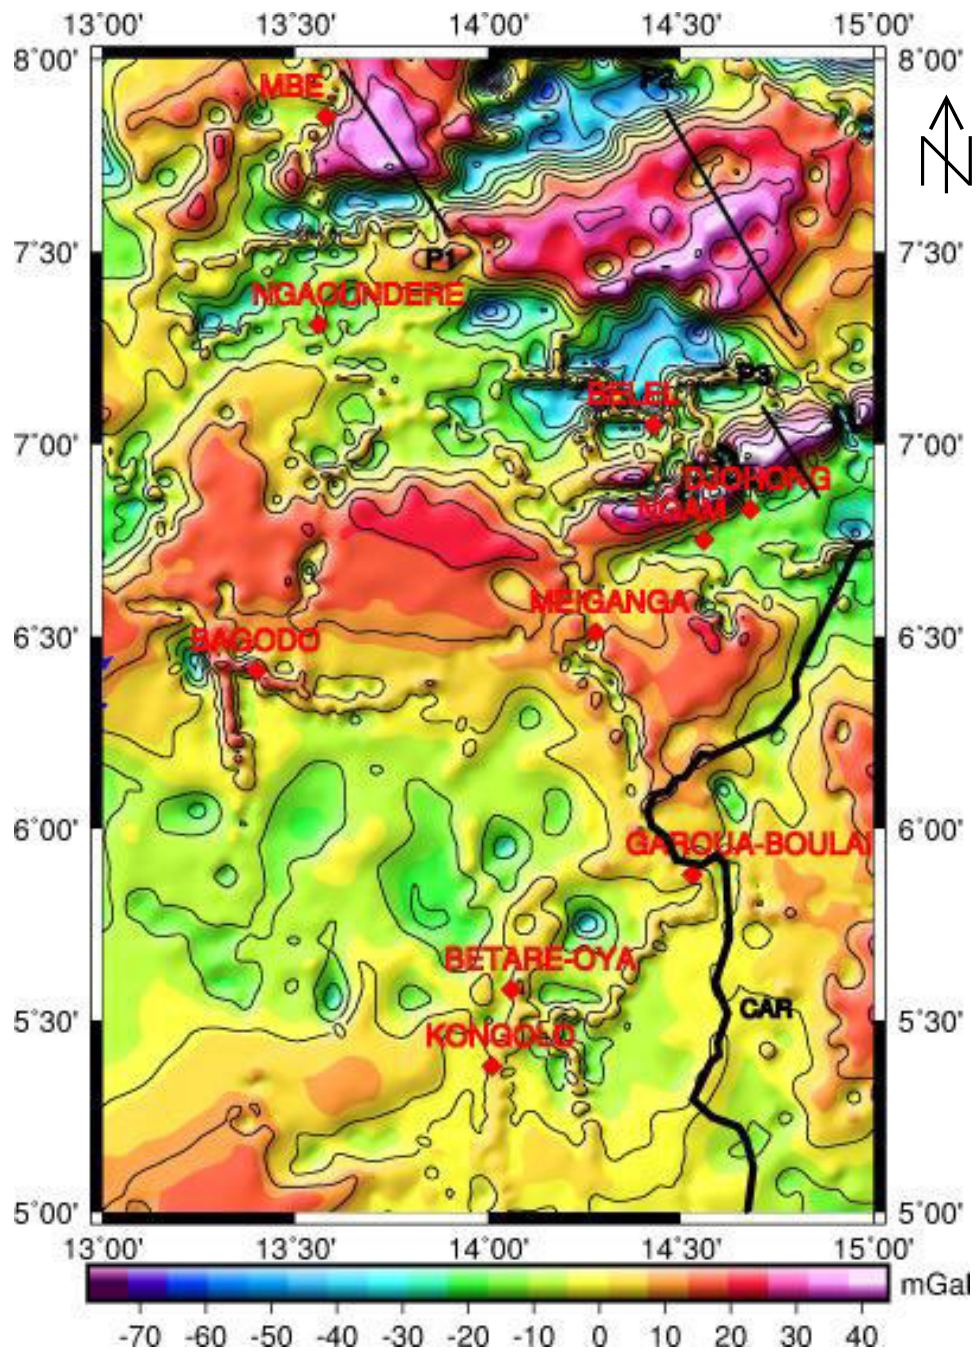 13°00' 13°30' 14°00' 14°30' 15°00'
8°00' 8°00'
P2
MBE
N
7°30' 7°30'
P1
NGAOUNDERE
P3
BELEL
7°00' 7°00'
DJOHONG
NGAM
MEIGANGA
6°30' 6°30'
BAGODO
6°00' 6°00'
GAROUA-BOULAI
BETARE-OYA
CAR
5°30' 5°30'
KONGOLO
5°00' 5°00'
13°00' 13°30' 14°00' 14°30' 15°00'
mGal
-70 -60 -50 -40 -30 -20 -10 0 10 20 30 40